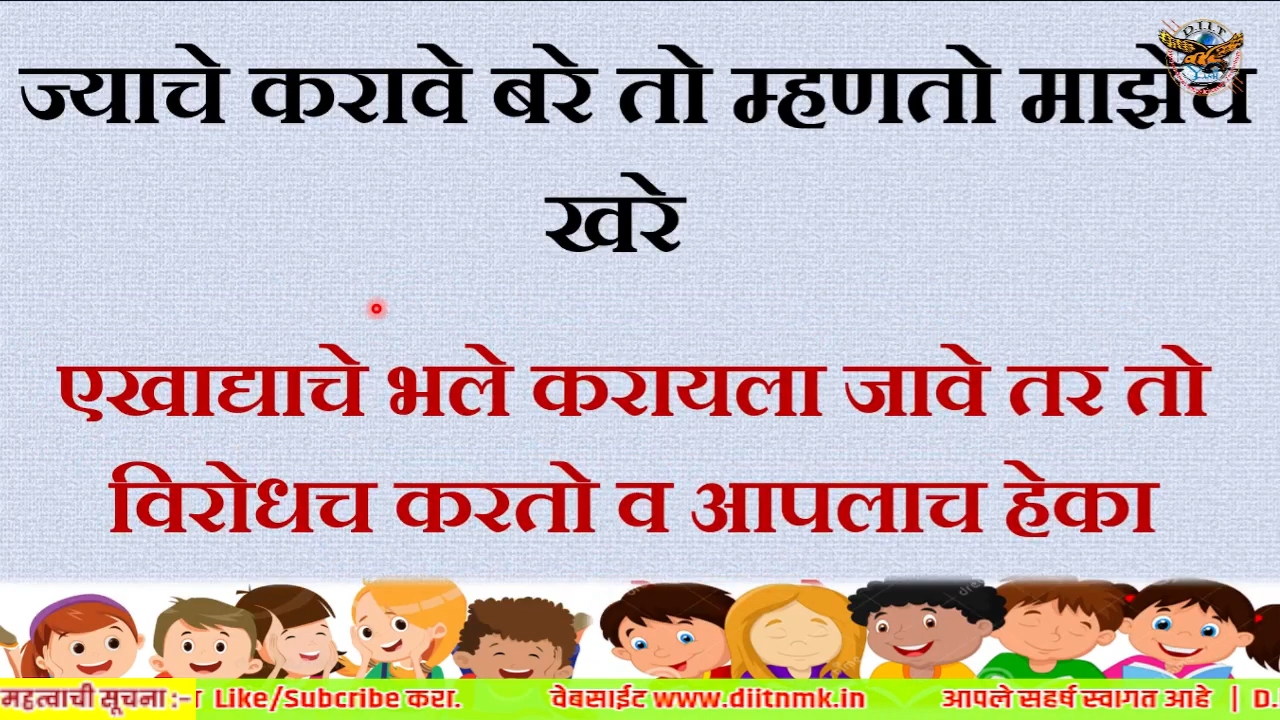 ज्याचे करावे बरे तो म्हणतो माझेच
खरे
एखाद्याचे भले करायला जावे तर तो
विरोधच करतो व आपलाच हेका
महत्वाची सूचना :- Like/Subcribe करा. वेबसाईट www.diitnmk.in आपले सहर्ष स्वागत आहे | D.
DIIT